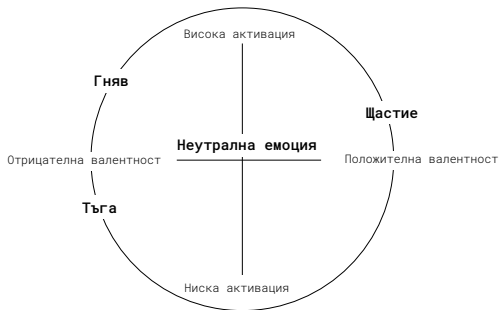 Висока активация
Гняв
Щастие
Неутрална емоция
Отрицателна валентност
Положителна валентност
Тъга
Ниска активация